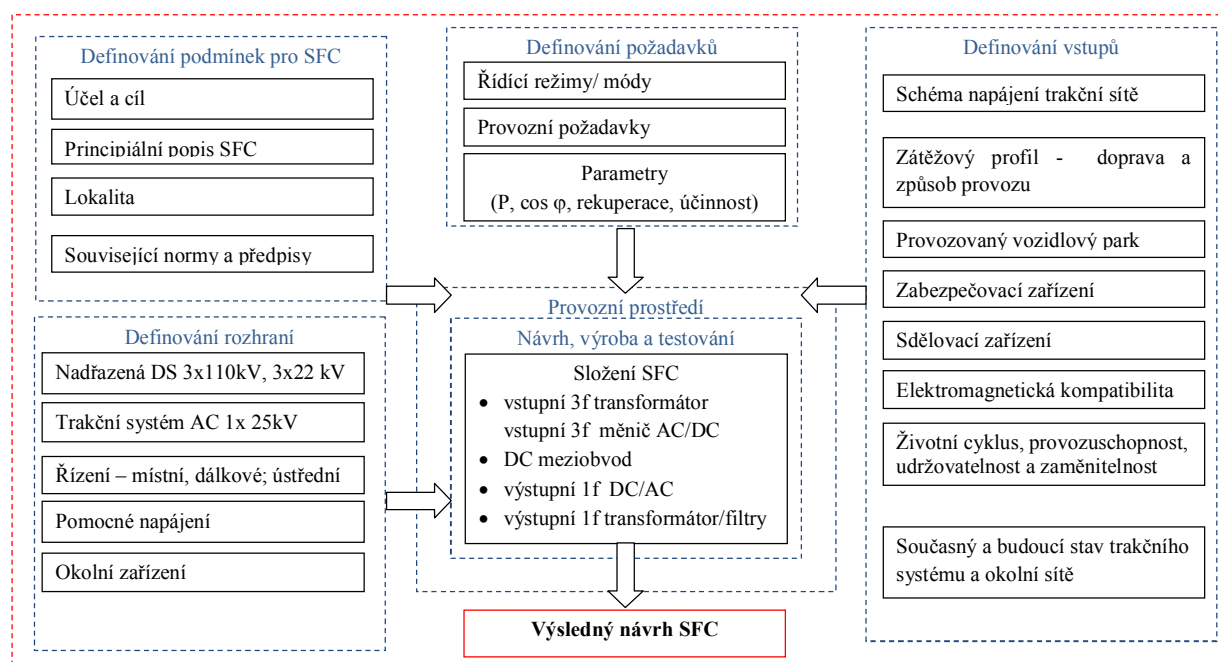 Definování podmínek pro SFC
Účel a cíl
Principiální popis SFC
Lokalita
Související normy a předpisy
Definování rozhraní
Nadřazená DS 3x110kV, 3x22 kV
Trakční systém AC 1x 25kV
Řízení – místní, dálkové; ústřední
Pomocné napájení
Okolní zařízení
Definování požadavků
Řídící režimy/ módy
Provozní požadavky
Parametry
(P, cos φ, rekuperace, účinnost)
Provozní prostředí
Návrh, výroba a testování
Složení SFC
• vstupní 3f transformátor
vstupní 3f měnič AC/DC
• DC meziobvod
• výstupní 1f DC/AC
• výstupní 1f transformátor/filtry
Výsledný návrh SFC
Definování vstupů
Schéma napájení trakční sítě
Zátěžový profil - doprava a
způsob provozu
Provozovaný vozidlový park
Zabezpečovací zařízení
Sdělovací zařízení
Elektromagnetická kompatibilita
Životní cyklus, provozuschopnost,
udržovatelnost a zaměnitelnost
Současný a budoucí stav trakčního
systému a okolní sítě